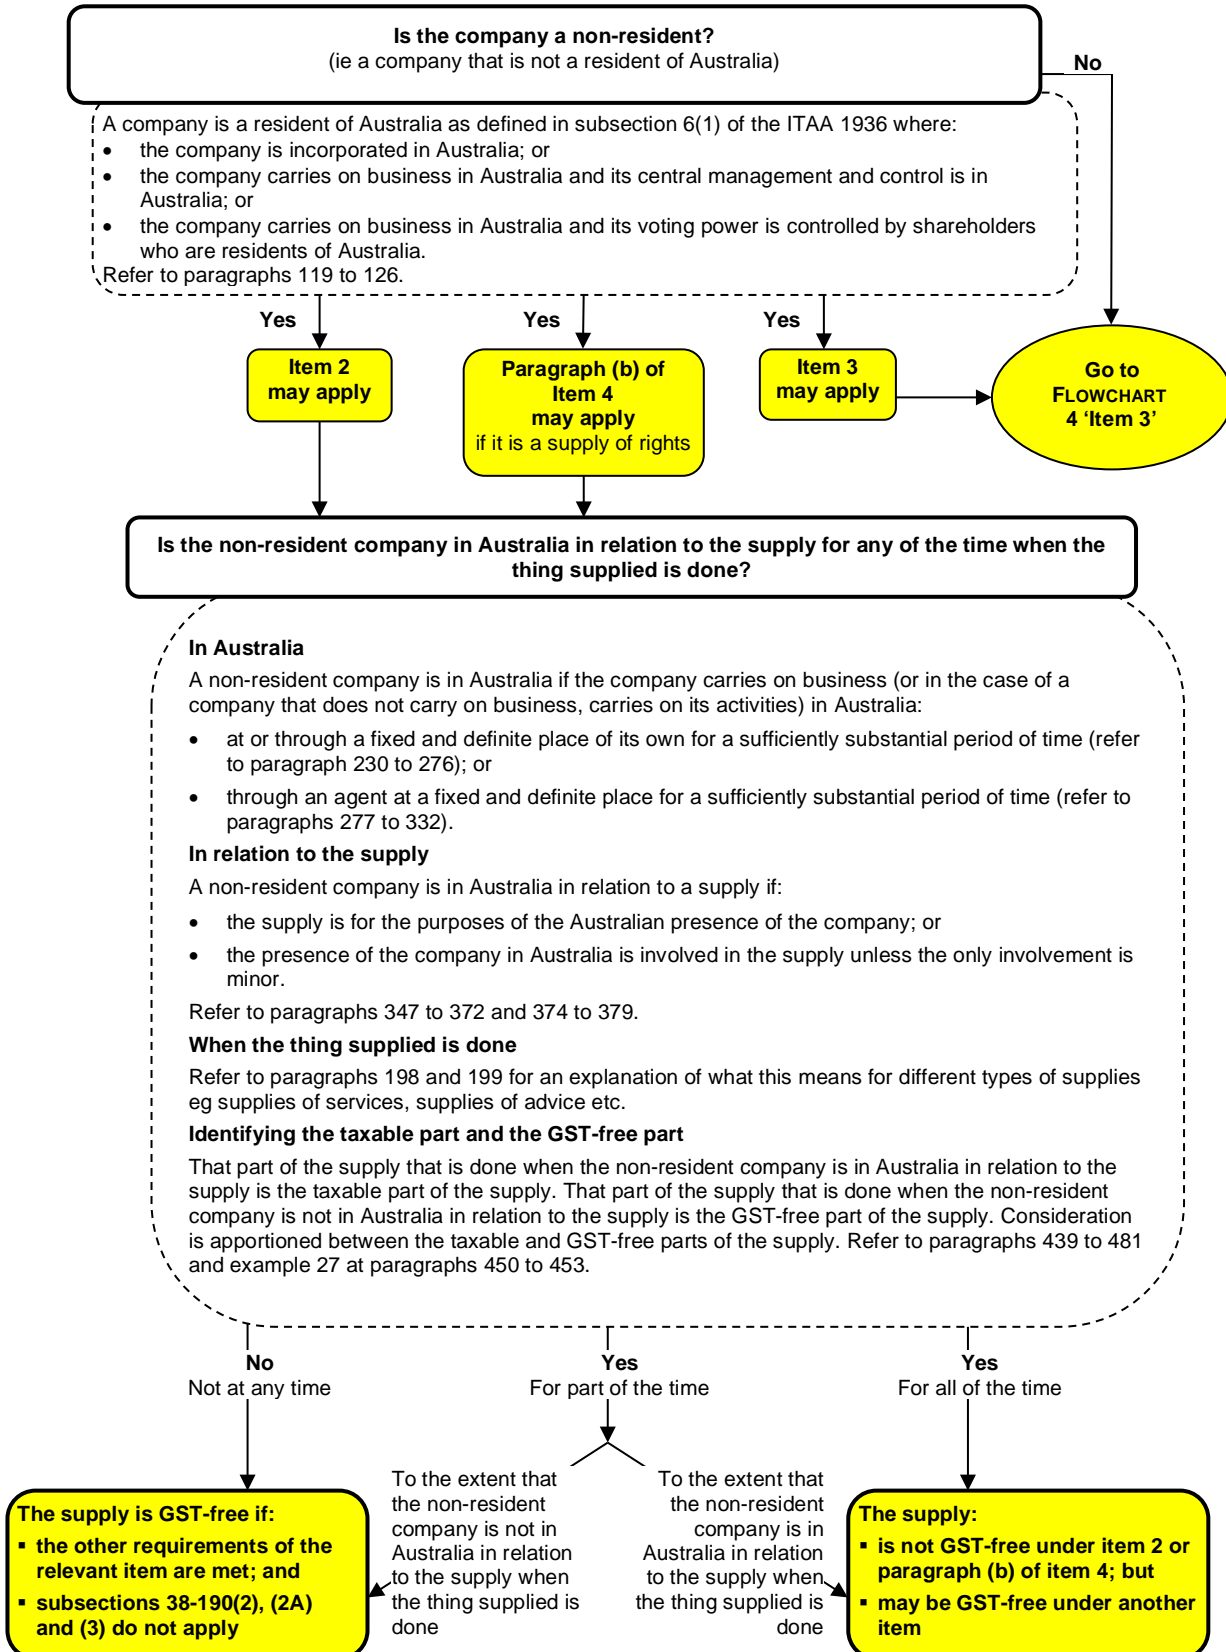 Is the company a non-resident?
(ie a company that is not a resident of Australia)
No
A company is a resident of Australia as defined in subsection 6(1) of the ITAA 1936 where:
• the company is incorporated in Australia; or
• the company carries on business in Australia and its central management and control is in
Australia; or
• the company carries on business in Australia and its voting power is controlled by shareholders
who are residents of Australia.
Refer to paragraphs 119 to 126.
Yes
Yes
Yes
Item 2
may apply
Paragraph (b) of
Item 4
may apply
if it is a supply of rights
Item 3
may apply
Go to
FLOWCHART
4 ‘Item 3’
Is the non-resident company in Australia in relation to the supply for any of the time when the
thing supplied is done?
In Australia
A non-resident company is in Australia if the company carries on business (or in the case of a
company that does not carry on business, carries on its activities) in Australia:
• at or through a fixed and definite place of its own for a sufficiently substantial period of time (refer
to paragraph 230 to 276); or
• through an agent at a fixed and definite place for a sufficiently substantial period of time (refer to
paragraphs 277 to 332).
In relation to the supply
A non-resident company is in Australia in relation to a supply if:
• the supply is for the purposes of the Australian presence of the company; or
• the presence of the company in Australia is involved in the supply unless the only involvement is
minor.
Refer to paragraphs 347 to 372 and 374 to 379.
When the thing supplied is done
Refer to paragraphs 198 and 199 for an explanation of what this means for different types of supplies
eg supplies of services, supplies of advice etc.
Identifying the taxable part and the GST-free part
That part of the supply that is done when the non-resident company is in Australia in relation to the
supply is the taxable part of the supply. That part of the supply that is done when the non-resident
company is not in Australia in relation to the supply is the GST-free part of the supply. Consideration
is apportioned between the taxable and GST-free parts of the supply. Refer to paragraphs 439 to 481
and example 27 at paragraphs 450 to 453.
No
Not at any time
Yes
For part of the time
Yes
For all of the time
The supply is GST-free if:
▪ the other requirements of the
relevant item are met; and
▪ subsections 38-190(2), (2A)
and (3) do not apply
To the extent that
the non-resident
company is not in
Australia in relation
to the supply when
the thing supplied is
done
To the extent that
the non-resident
company is in
Australia in relation
to the supply when
the thing supplied is
done
The supply:
▪ is not GST-free under item 2 or
paragraph (b) of item 4; but
▪ may be GST-free under another
item